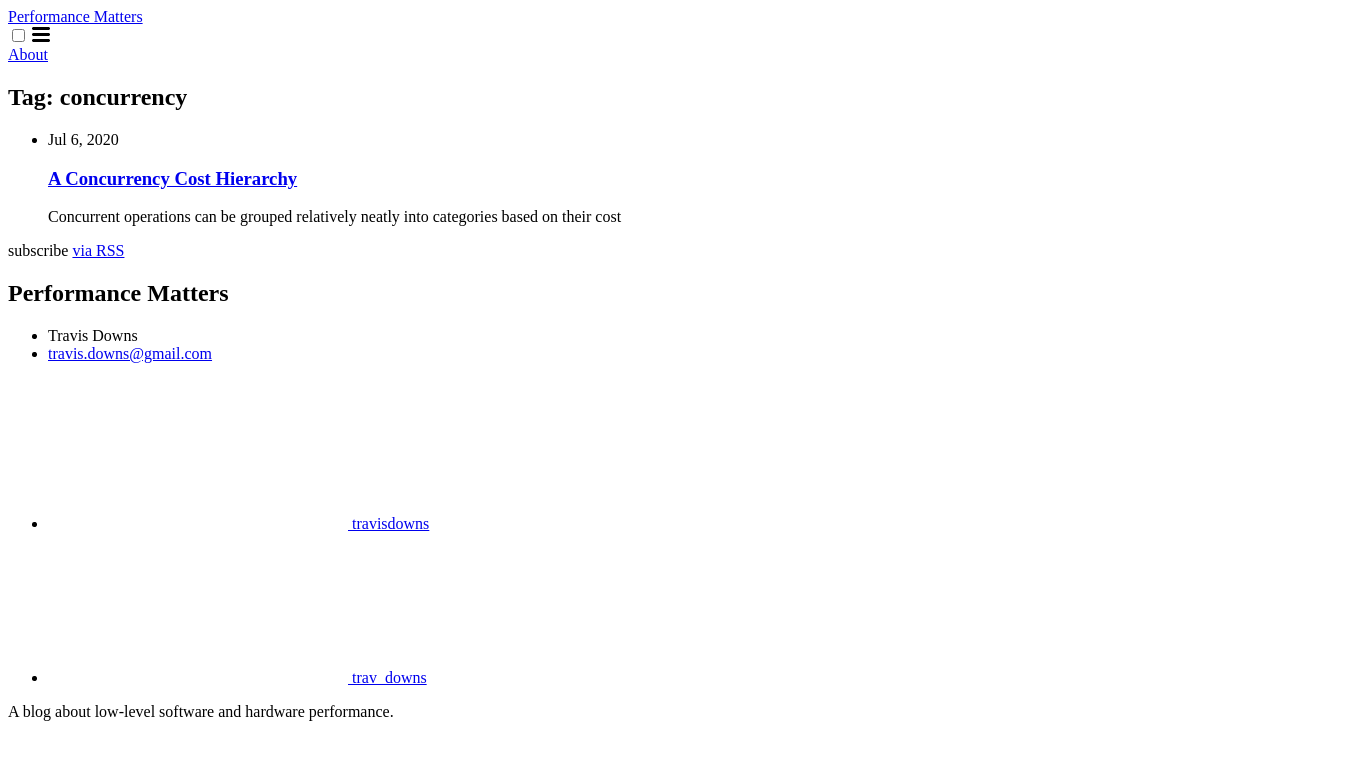 Performance Matters
About
Tag: concurrency
Jul 6, 2020
A Concurrency Cost Hierarchy
Concurrent operations can be grouped relatively neatly into categories based on their cost
subscribe via RSS
Performance Matters
Travis Downs
travis.downs@gmail.com
travisdowns
trav_downs
A blog about low-level software and hardware performance.